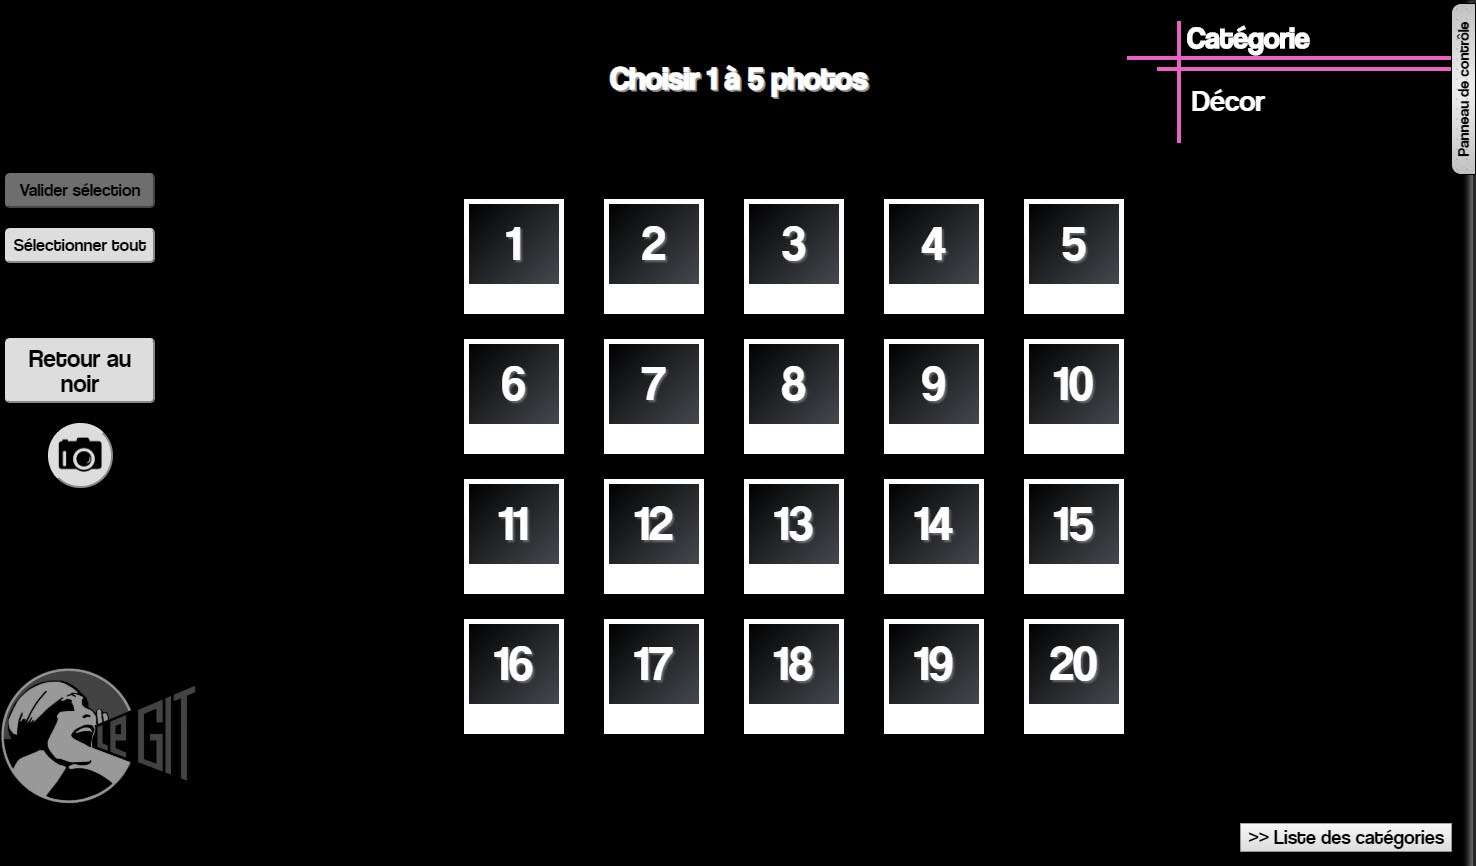 Catégorie
Choisir 1 à 5 photos
Décor
Panneau de contrôle
Valider sélection
Sélectionner tout
Retour au
noir
1 2 3 4 5
6 7 8 9 10
11 12 13 14 15
16 17 18 19 20
Le GIT
>> Liste des catégories